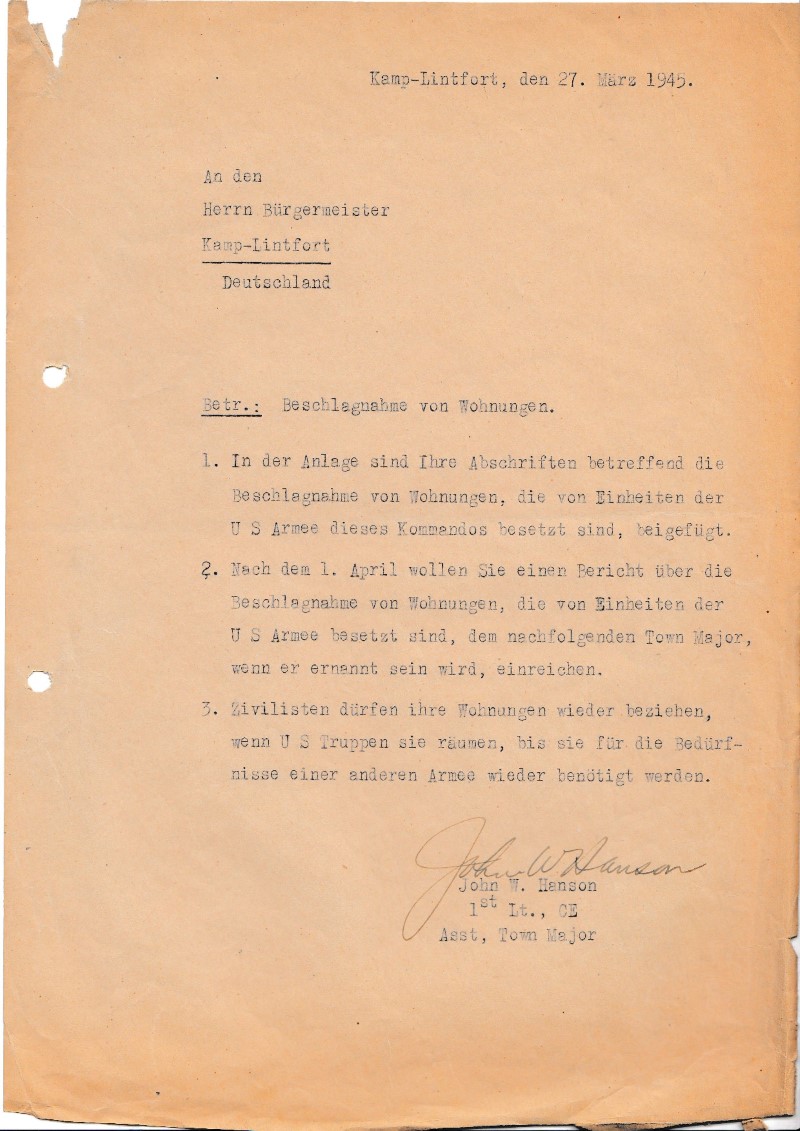 Kamp-Lintfort, den 27. März 1945.
An den
Herrn Bürgermeister
Kamp-Lintfort
Deutschland
Betr.: Beschlagnahme von Wohnungen.
1. In der Anlage sind Ihre Abschriften betreffend die
Beschlagnahme von Wohnungen, die von Einheiten der
U S Armee dieses Kommandos besetzt sind, beigefügt.
2. Nach dem 1. April wollen Sie einen Bericht über die
Beschlagnahme von Wohnungen, die von Einheiten der
U S Armee besetzt sind, dem nachfolgenden Town Major,
wenn er ernannt sein wird, einreichen.
3. Zivilisten dürfen ihre Wohnungen wieder beziehen,
wenn U S Truppen sie räumen, bis sie für die Bedürf-
nisse einer anderen Armee wieder benötigt werden.
John W Hanson
John W. Hanson
1st Lt., CE
Asst, Town Major